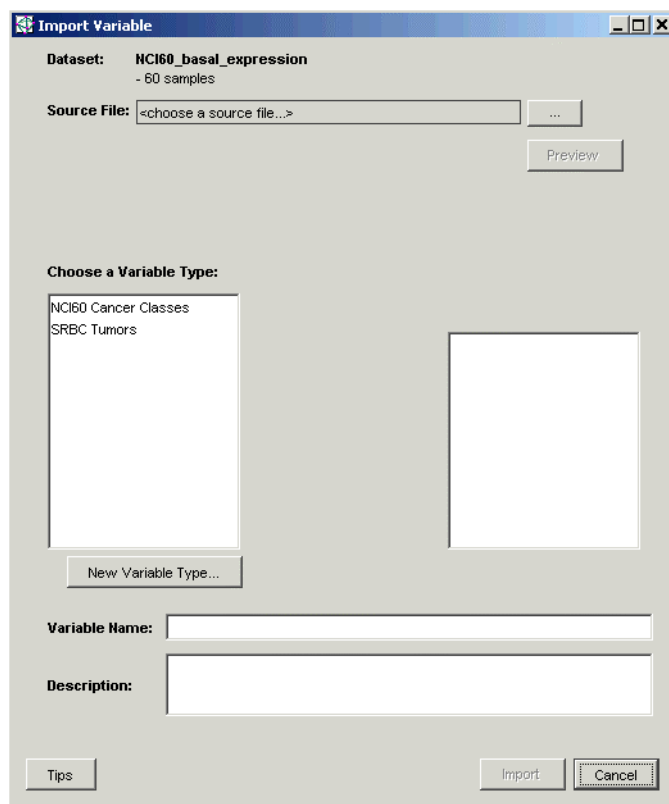 Import Variable
Dataset: NCI60_basal_expression
- 60 samples
Source File: <choose a source file...> ...
Preview
Choose a Variable Type:
NCI60 Cancer Classes
SRBC Tumors
New Variable Type...
Variable Name:
Description:
Tips Import Cancel